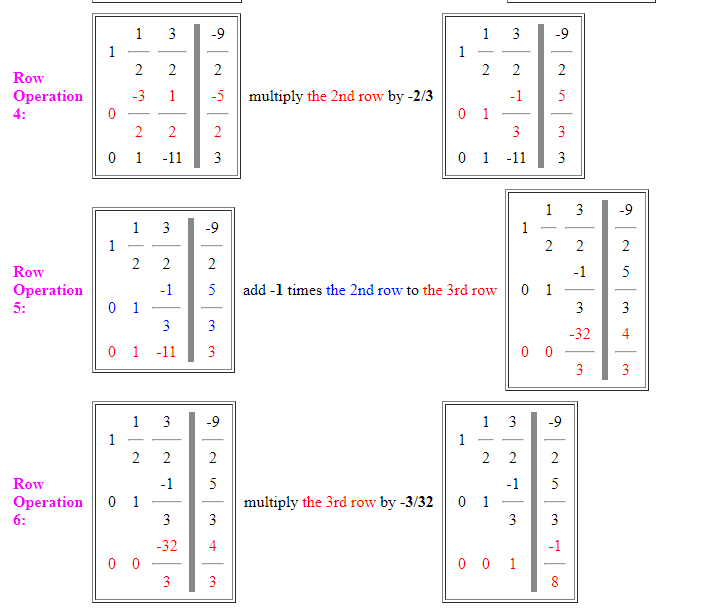 Row
Operation
4:
1 3 -9
1
2 2 2
-3 1 -5
0
2 2 2
0 1 -11 3
multiply the 2nd row by -2/3
1 3 -9
1
2 2 2
-1 5
0 1
3 3
0 1 -11 3
Row
Operation
5:
1 3 -9
1
2 2 2
-1 5
0 1
3 3
0 1 -11 3
add -1 times the 2nd row to the 3rd row
1 3 -9
1
2 2 2
-1 5
0 1
3 3
-32 4
0 0
3 3
Row
Operation
6:
1 3 -9
1
2 2 2
-1 5
0 1
3 3
-32 4
0 0
3 3
multiply the 3rd row by -3/32
1 3 -9
1
2 2 2
-1 5
0 1
3 3
-1
0 0 1
8